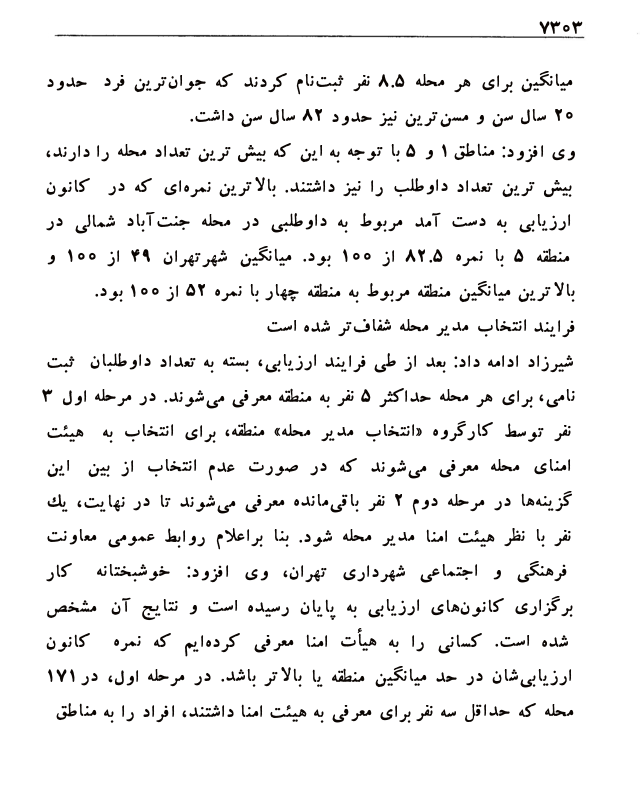 ۷۳۰۳
میانگین برای هر محله ۸.۵ نفر ثبت‌نام کردند که جوان‌ترین فرد حدود
۲۰ سال سن و مسن‌ترین نیز حدود ۸۲ سال سن داشت.
وی افزود: مناطق ۱ و ۵ با توجه به این که بیش ترین تعداد محله را دارند،
بیش ترین تعداد داوطلب را نیز داشتند. بالاترین نمره‌ای که در کانون
ارزیابی به دست آمد مربوط به داوطلبی در محله جنت‌آباد شمالی در
منطقه ۵ با نمره ۸۲.۵ از ۱۰۰ بود. میانگین شهرتهران ۴۹ از ۱۰۰ و
بالاترین میانگین منطقه مربوط به منطقه چهار با نمره ۵۲ از ۱۰۰ بود.
فرایند انتخاب مدیر محله شفاف‌تر شده است
شیرزاد ادامه داد: بعد از طی فرایند ارزیابی، بسته به تعداد داوطلبان ثبت
نامی، برای هر محله حداکثر ۵ نفر به منطقه معرفی می‌شوند. در مرحله اول ۳
نفر توسط کارگروه «انتخاب مدیر محله» منطقه، برای انتخاب به هیئت
امنای محله معرفی می‌شوند که در صورت عدم انتخاب از بین این
گزینه‌ها در مرحله دوم ۲ نفر باقی‌مانده معرفی می‌شوند تا در نهایت، یك
نفر با نظر هیئت امنا مدیر محله شود. بنا براعلام روابط عمومی معاونت
فرهنگی و اجتماعی شهرداری تهران، وی افزود: خوشبختانه کار
برگزاری کانون‌های ارزیابی به پایان رسیده است و نتایج آن مشخص
شده است. کسانی را به هیأت امنا معرفی کرده‌ایم که نمره کانون
ارزیابی‌شان در حد میانگین منطقه یا بالاتر باشد. در مرحله اول، در ۱۷۱
محله که حداقل سه نفر برای معرفی به هیئت امنا داشتند، افراد را به مناطق